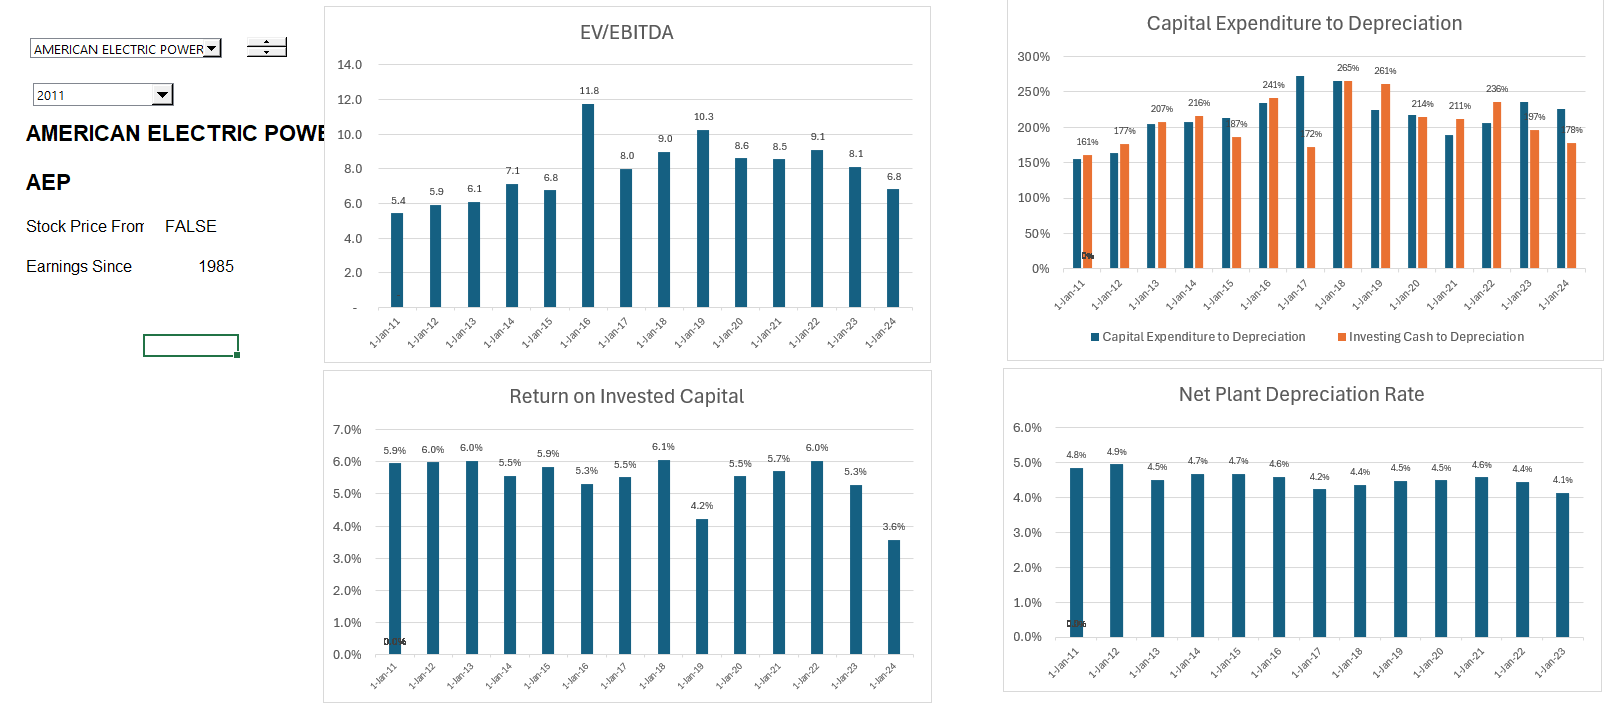 AMERICAN ELECTRIC POWER
2011
AMERICAN ELECTRIC POWE
AEP
Stock Price From FALSE
Earnings Since 1985
EV/EBITDA
14.0
12.0
10.0
8.0
6.0
4.0
2.0
-
5.4 5.9 6.1 7.1 6.8 11.8 8.0 9.0 10.3 8.6 8.5 9.1 8.1 6.8
1-Jan-11 1-Jan-12 1-Jan-13 1-Jan-14 1-Jan-15 1-Jan-16 1-Jan-17 1-Jan-18 1-Jan-19 1-Jan-20 1-Jan-21 1-Jan-22 1-Jan-23 1-Jan-24
Capital Expenditure to Depreciation
300%
250%
200%
150%
100%
50%
0%
161% 177% 207% 216% 87% 241% 72% 265% 261% 214% 211% 236% 97% 78%
0%
1-Jan-11 1-Jan-12 1-Jan-13 1-Jan-14 1-Jan-15 1-Jan-16 1-Jan-17 1-Jan-18 1-Jan-19 1-Jan-20 1-Jan-21 1-Jan-22 1-Jan-23 1-Jan-24
Capital Expenditure to Depreciation Investing Cash to Depreciation
Return on Invested Capital
7.0%
6.0%
5.0%
4.0%
3.0%
2.0%
1.0%
0.0%
5.9% 6.0% 6.0% 5.5% 5.9% 5.3% 5.5% 6.1% 4.2% 5.5% 5.7% 6.0% 5.3% 3.6%
1-Jan-11 1-Jan-12 1-Jan-13 1-Jan-14 1-Jan-15 1-Jan-16 1-Jan-17 1-Jan-18 1-Jan-19 1-Jan-20 1-Jan-21 1-Jan-22 1-Jan-23 1-Jan-24
Net Plant Depreciation Rate
6.0%
5.0%
4.0%
3.0%
2.0%
1.0%
0.0%
4.8% 4.9% 4.5% 4.7% 4.7% 4.6% 4.2% 4.4% 4.5% 4.5% 4.6% 4.4% 4.1%
1-Jan-11 1-Jan-12 1-Jan-13 1-Jan-14 1-Jan-15 1-Jan-16 1-Jan-17 1-Jan-18 1-Jan-19 1-Jan-20 1-Jan-21 1-Jan-22 1-Jan-23